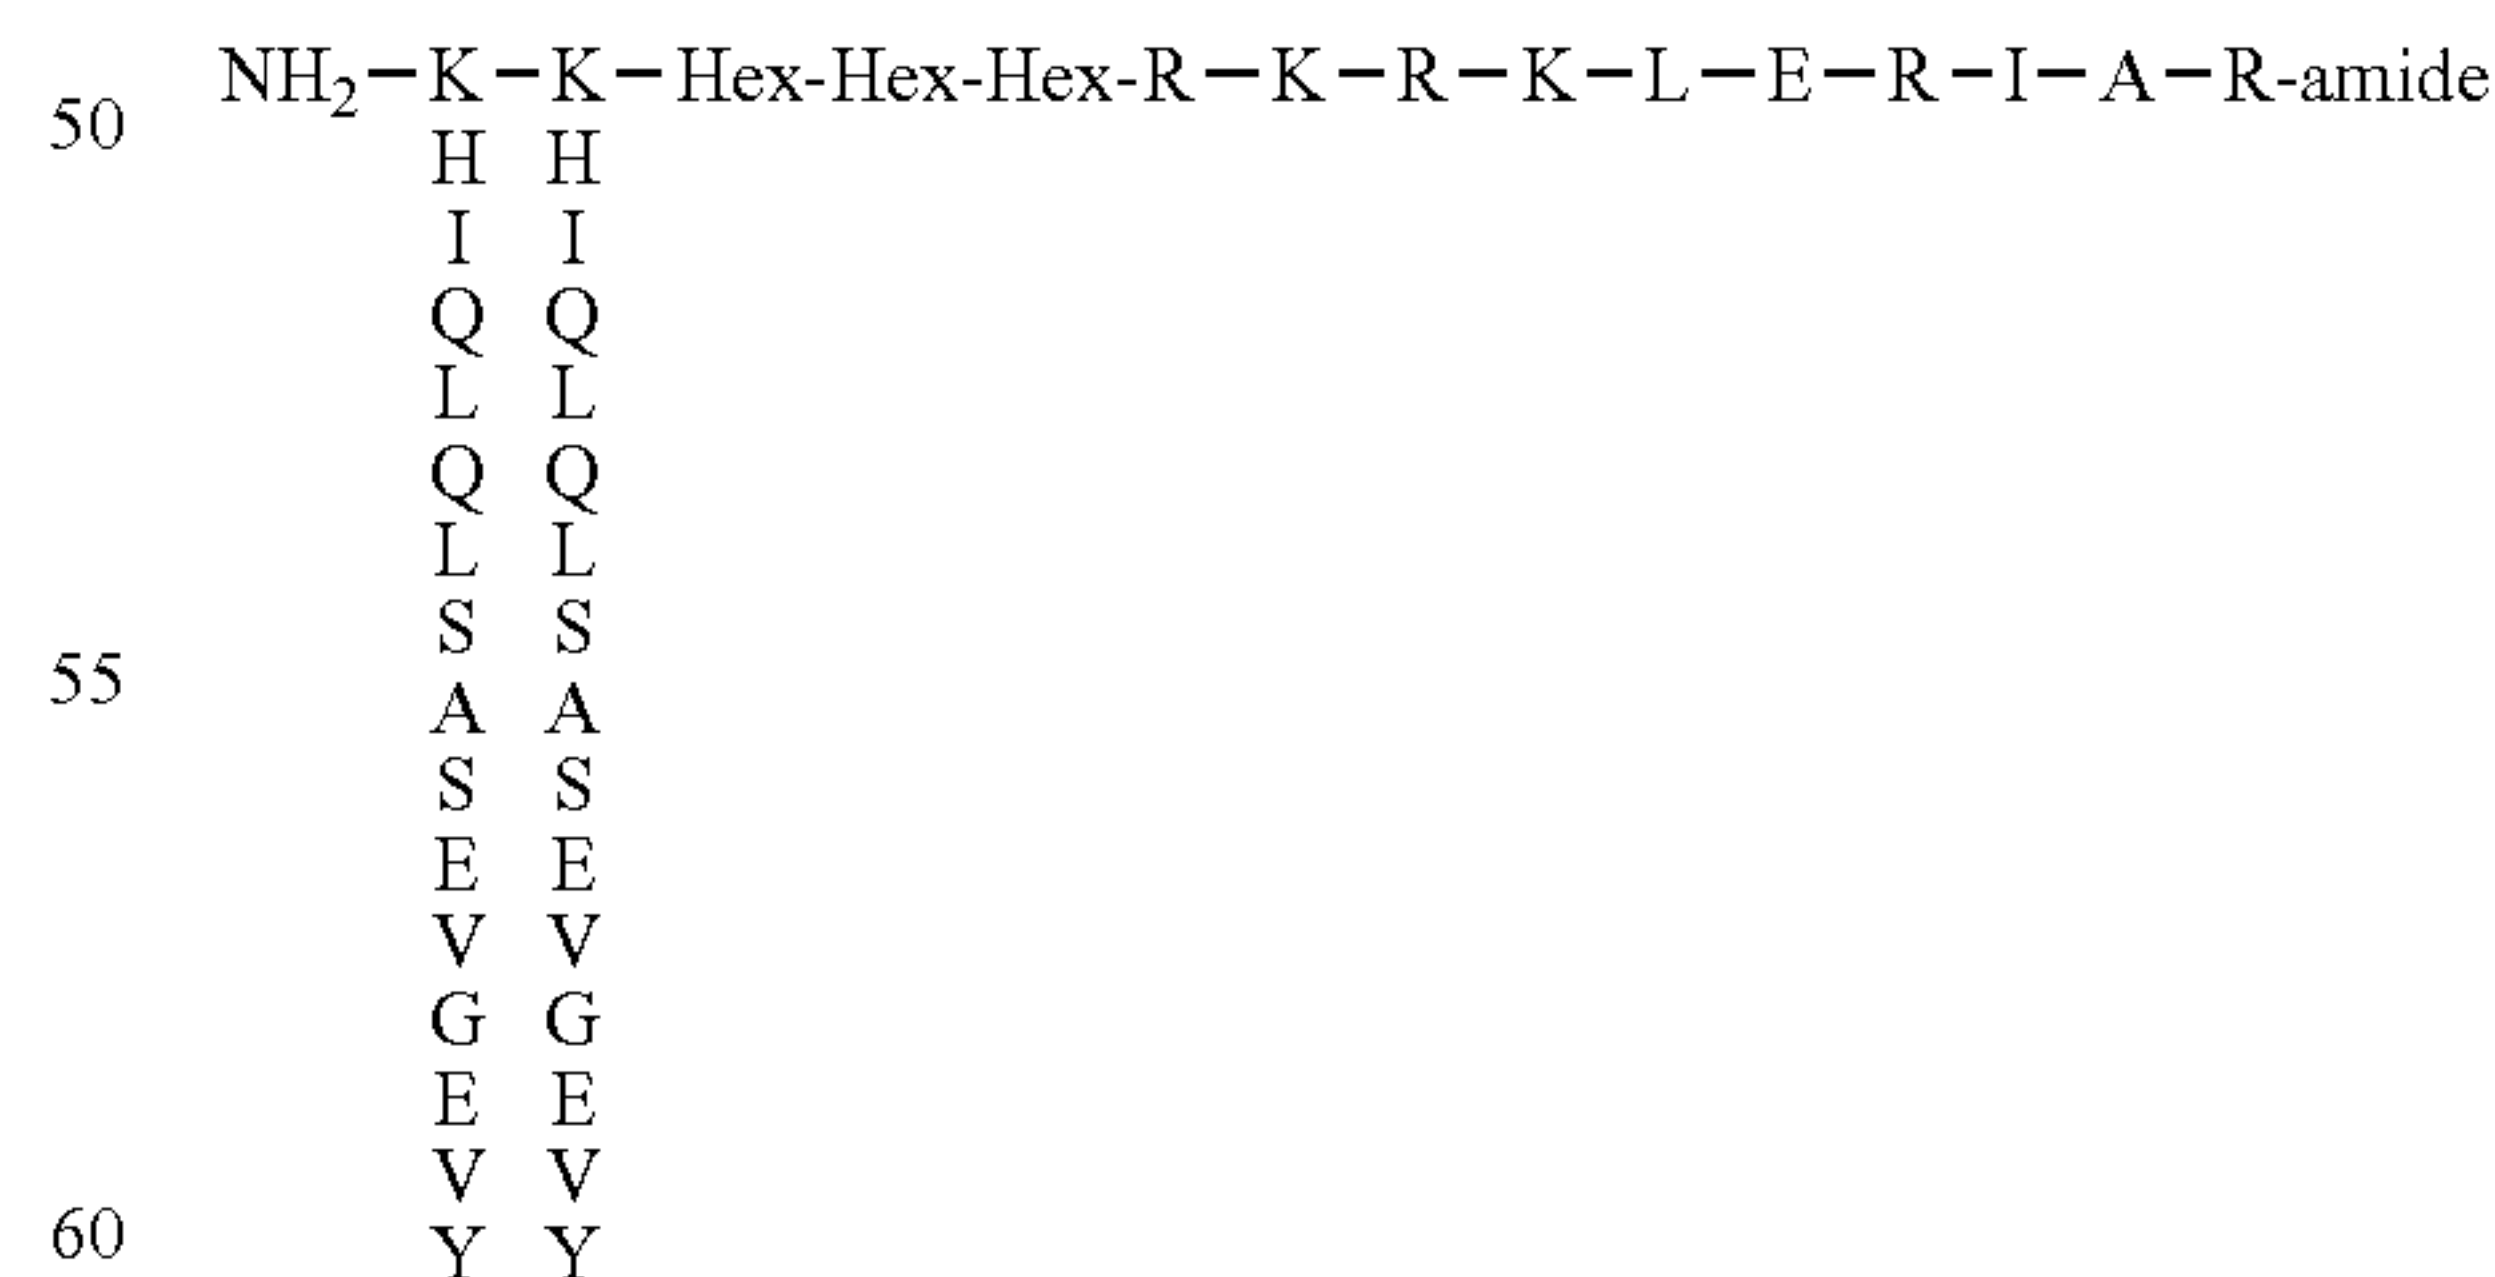 NH2—K—K—Hex-Hex-Hex-R—K—R—K—L—E—R—I—A—R-amide
50
H H
I I
Q Q
L L
Q Q
L L
S S
55
A A
S S
E E
V V
G G
E E
V V
60
Y Y